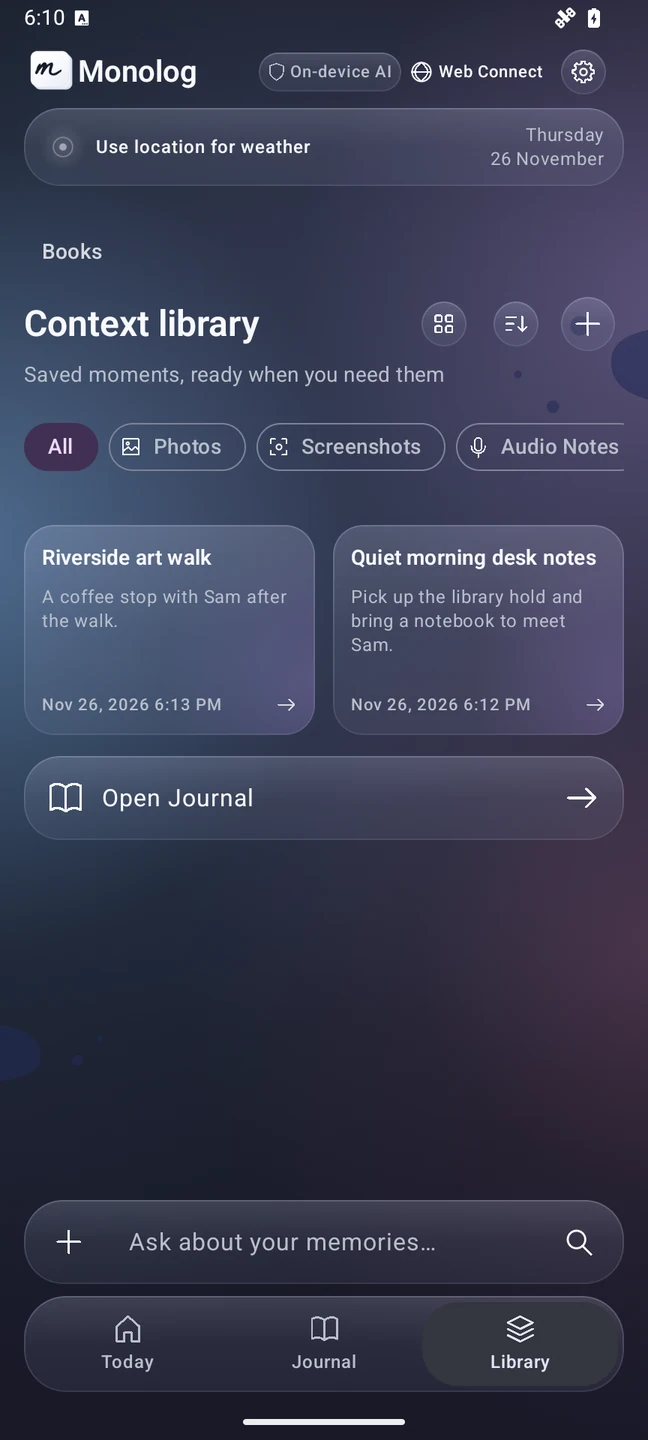 6:10
Monolog
On-device AI
Web Connect
Use location for weather
Thursday
26 November
Books
Context library
Saved moments, ready when you need them
All
Photos
Screenshots
Audio Notes
Riverside art walk
A coffee stop with Sam after
the walk.
Nov 26, 2026 6:13 PM
Quiet morning desk notes
Pick up the library hold and
bring a notebook to meet
Sam.
Nov 26, 2026 6:12 PM
Open Journal
Ask about your memories…
Today
Journal
Library